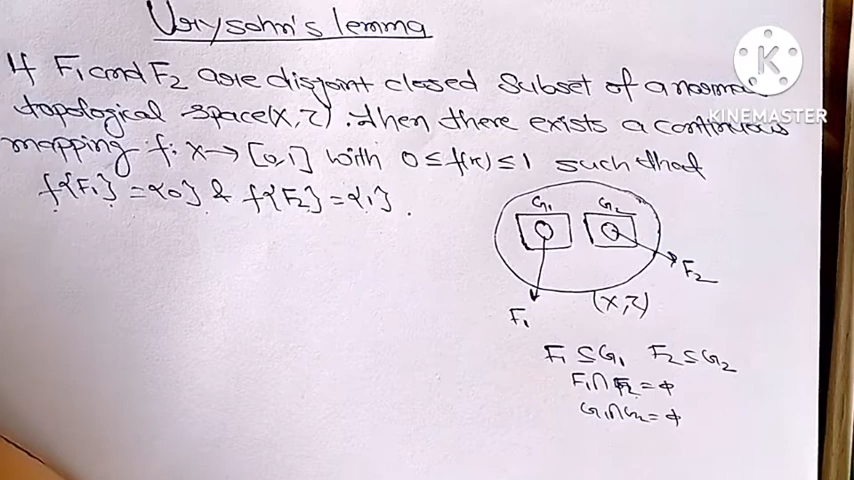 Urysohn's lemma
If F₁ and F₂ are disjoint closed subset of a normal
topological space (X,τ). then there exists a continuous
mapping f: X → [0,1] with 0 ≤ f(x) ≤ 1 such that
f{F₁} = {0} & f{F₂} = {1}.
G₁ G₂
F₂
F₁
(X,τ)
F₁ ⊆ G₁ F₂ ⊆ G₂
F₁ ∩ F₂ = φ
G₁ ∩ G₂ = φ
K
KINEMASTER